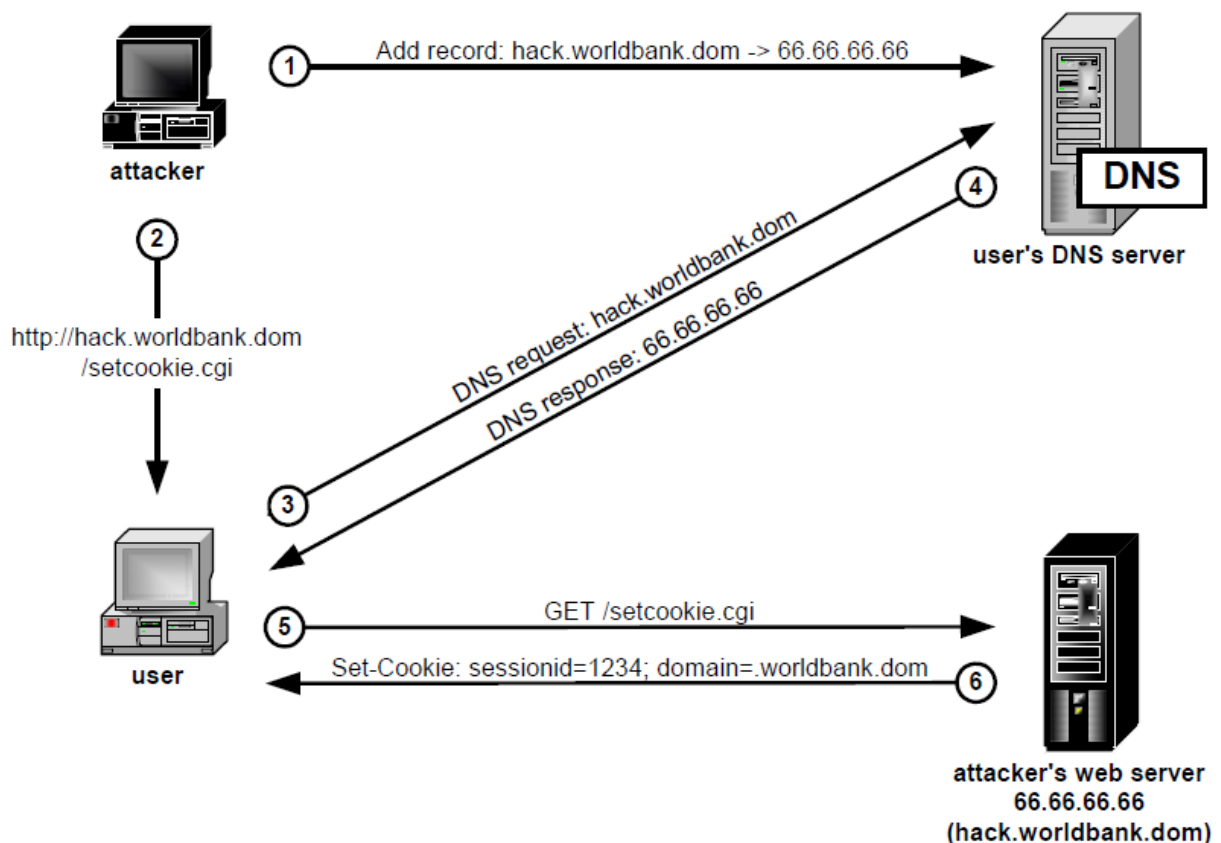 1
Add record: hack.worldbank.dom -> 66.66.66.66
attacker
DNS
user's DNS server
2
http://hack.worldbank.dom
/setcookie.cgi
3
DNS request: hack.worldbank.dom
4
DNS response: 66.66.66.66
user
5
GET /setcookie.cgi
Set-Cookie: sessionid=1234; domain=.worldbank.dom
6
attacker's web server
66.66.66.66
(hack.worldbank.dom)